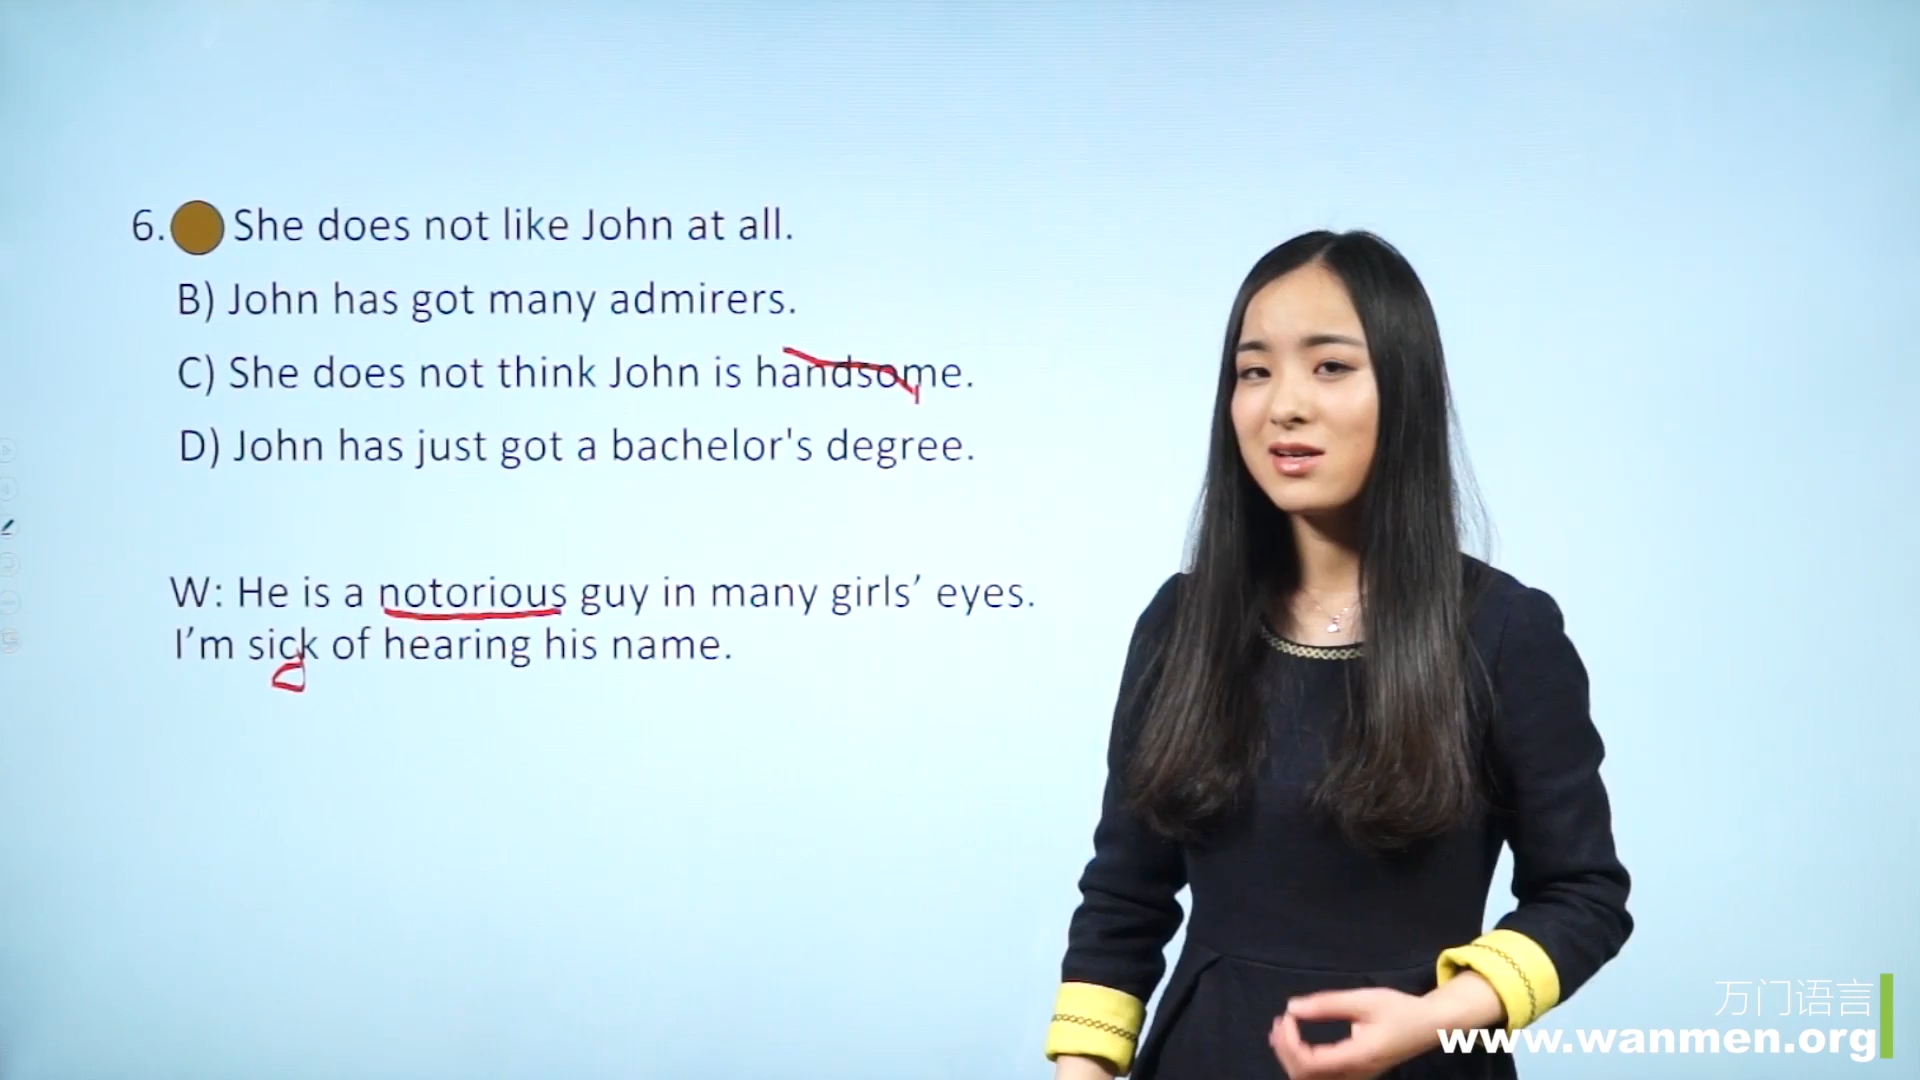 6. She does not like John at all.
B) John has got many admirers.
C) She does not think John is handsome.
D) John has just got a bachelor's degree.
W: He is a notorious guy in many girls’ eyes.
I’m sick of hearing his name.
万门语言
www.wanmen.org